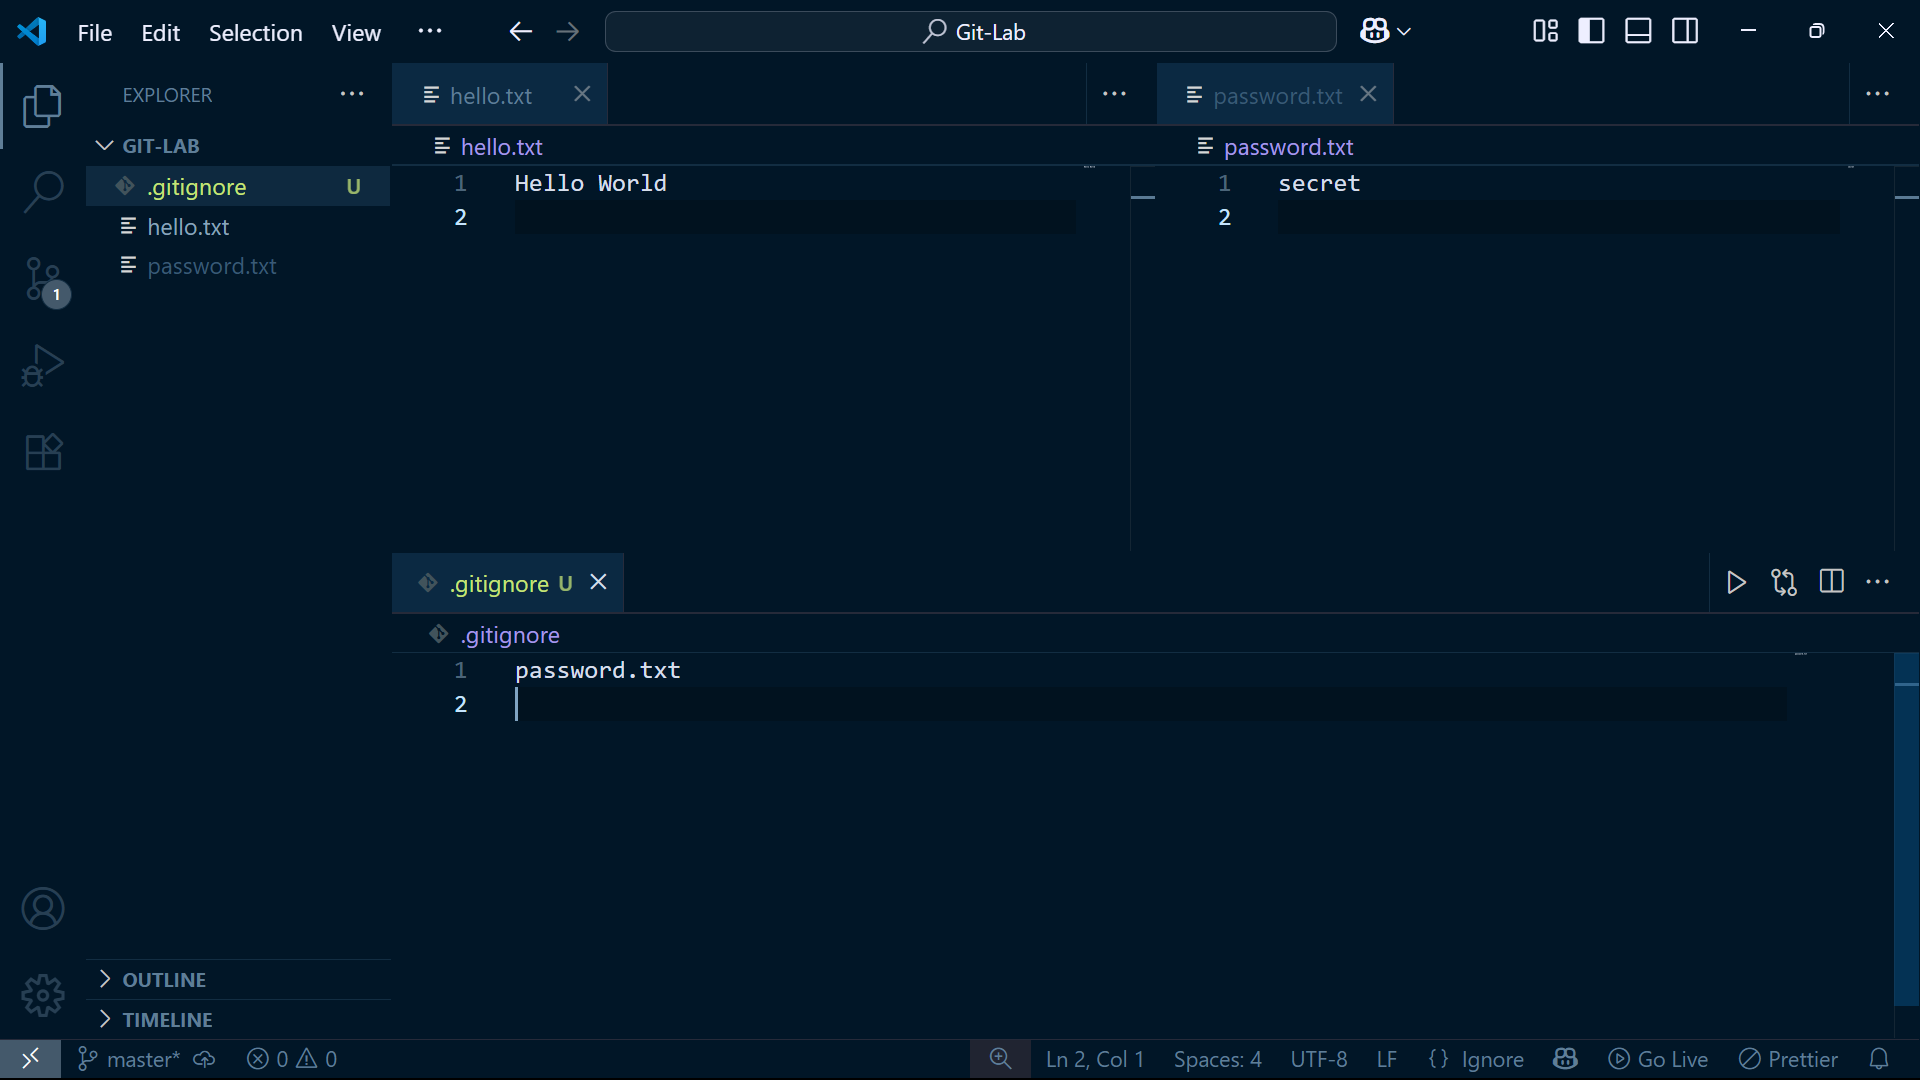 File Edit Selection View ··· Git-Lab
EXPLORER ···
GIT-LAB
.gitignore U
hello.txt
password.txt
1
OUTLINE
TIMELINE
hello.txt
hello.txt
1 Hello World
2
password.txt
password.txt
1 secret
2
.gitignore U
.gitignore
1 password.txt
2
master* 0 0 Ln 2, Col 1 Spaces: 4 UTF-8 LF {} Ignore Go Live Prettier